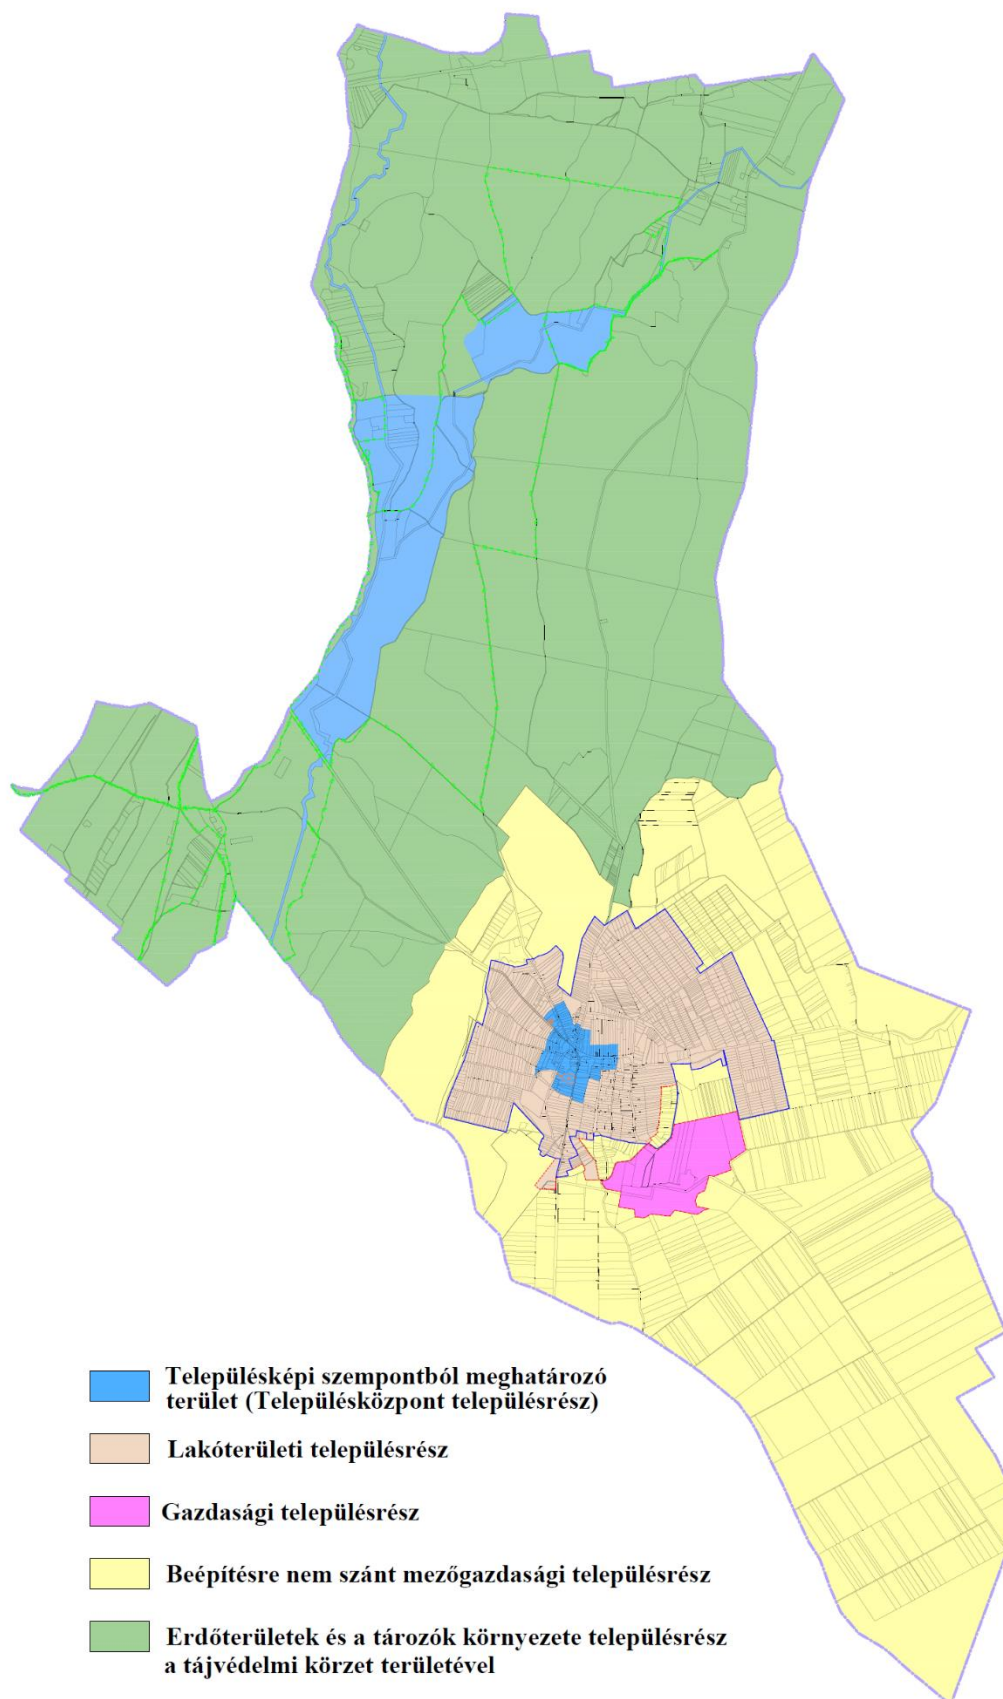 Településképi szempontból meghatározó
terület (Településközpont településrész)
Lakóterületi településrész
Gazdasági településrész
Beépítésre nem szánt mezőgazdasági településrész
Erdőterületek és a tározók környezete településrész
a tájvédelmi körzet területével